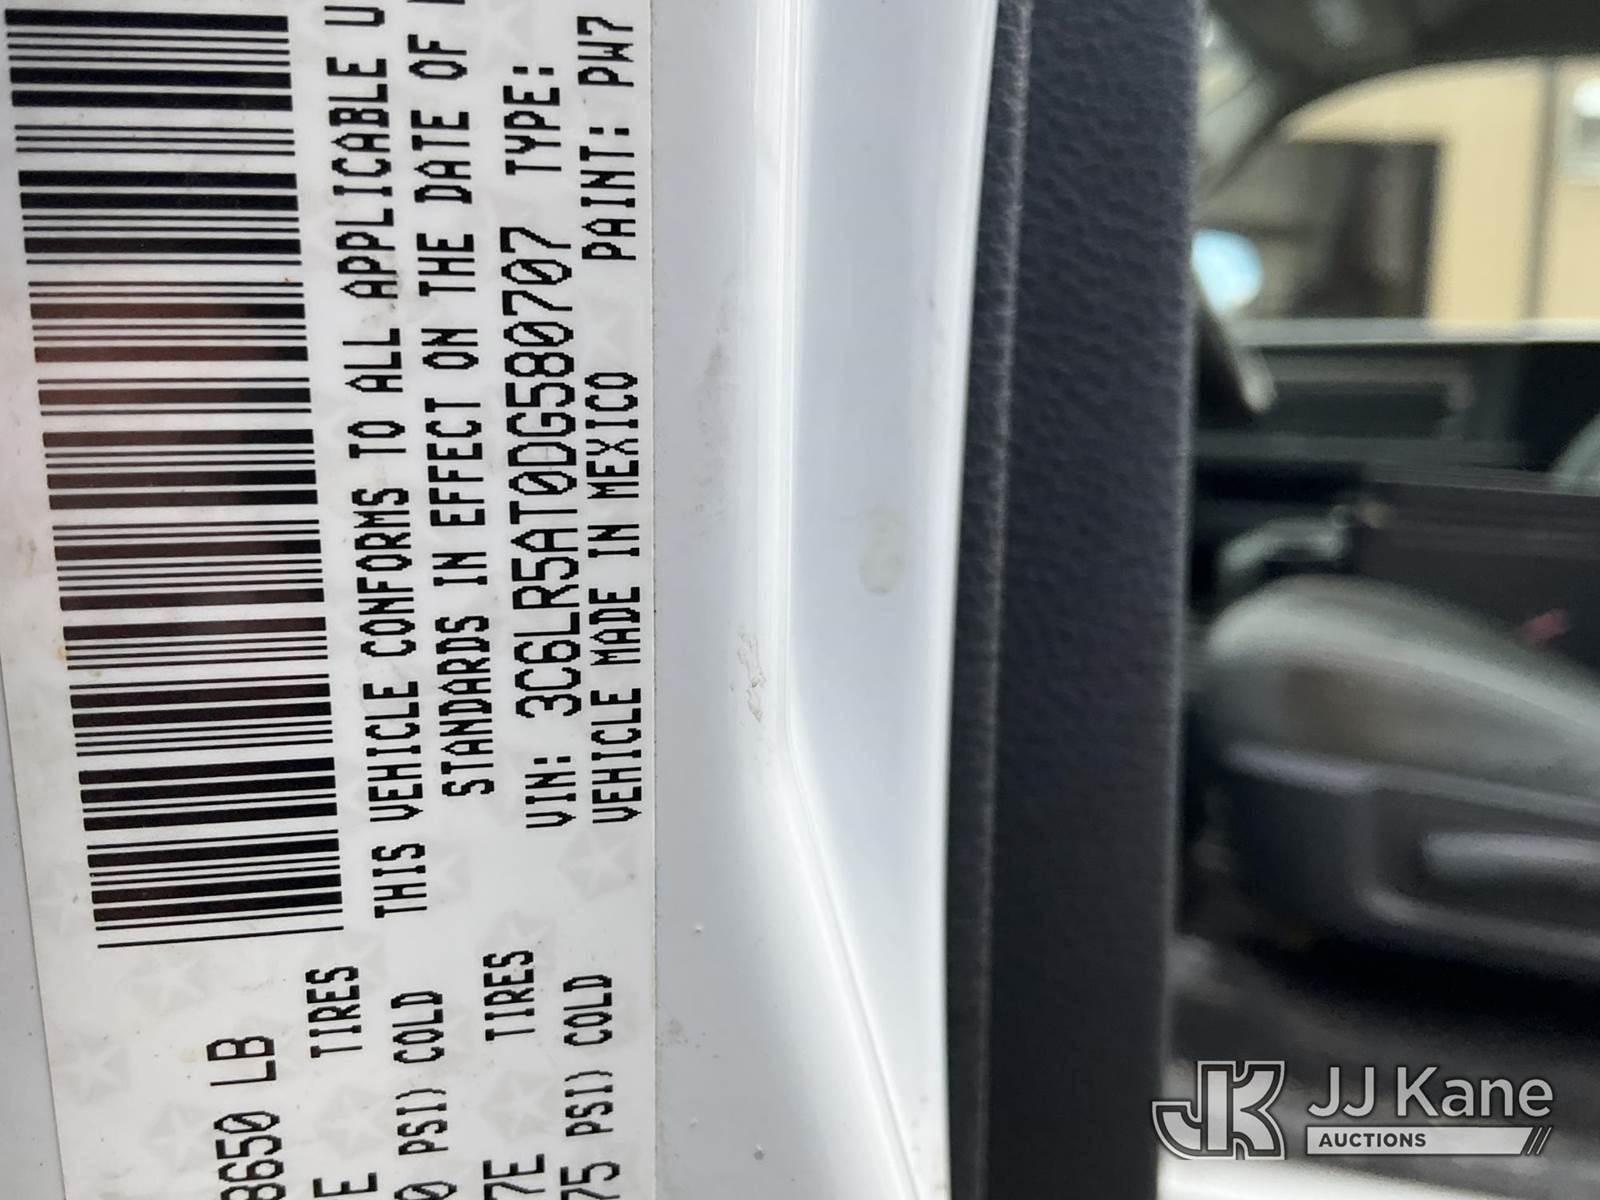 8650 LB
TIRES
PSI) COLD
7E TIRES
75 PSI) COLD
THIS VEHICLE CONFORMS TO ALL APPLICABLE U
STANDARDS IN EFFECT ON THE DATE OF
VIN: 3C6LR5AT0DG580707 TYPE:
VEHICLE MADE IN MEXICO PAINT: PW7
JK JJ Kane
AUCTIONS